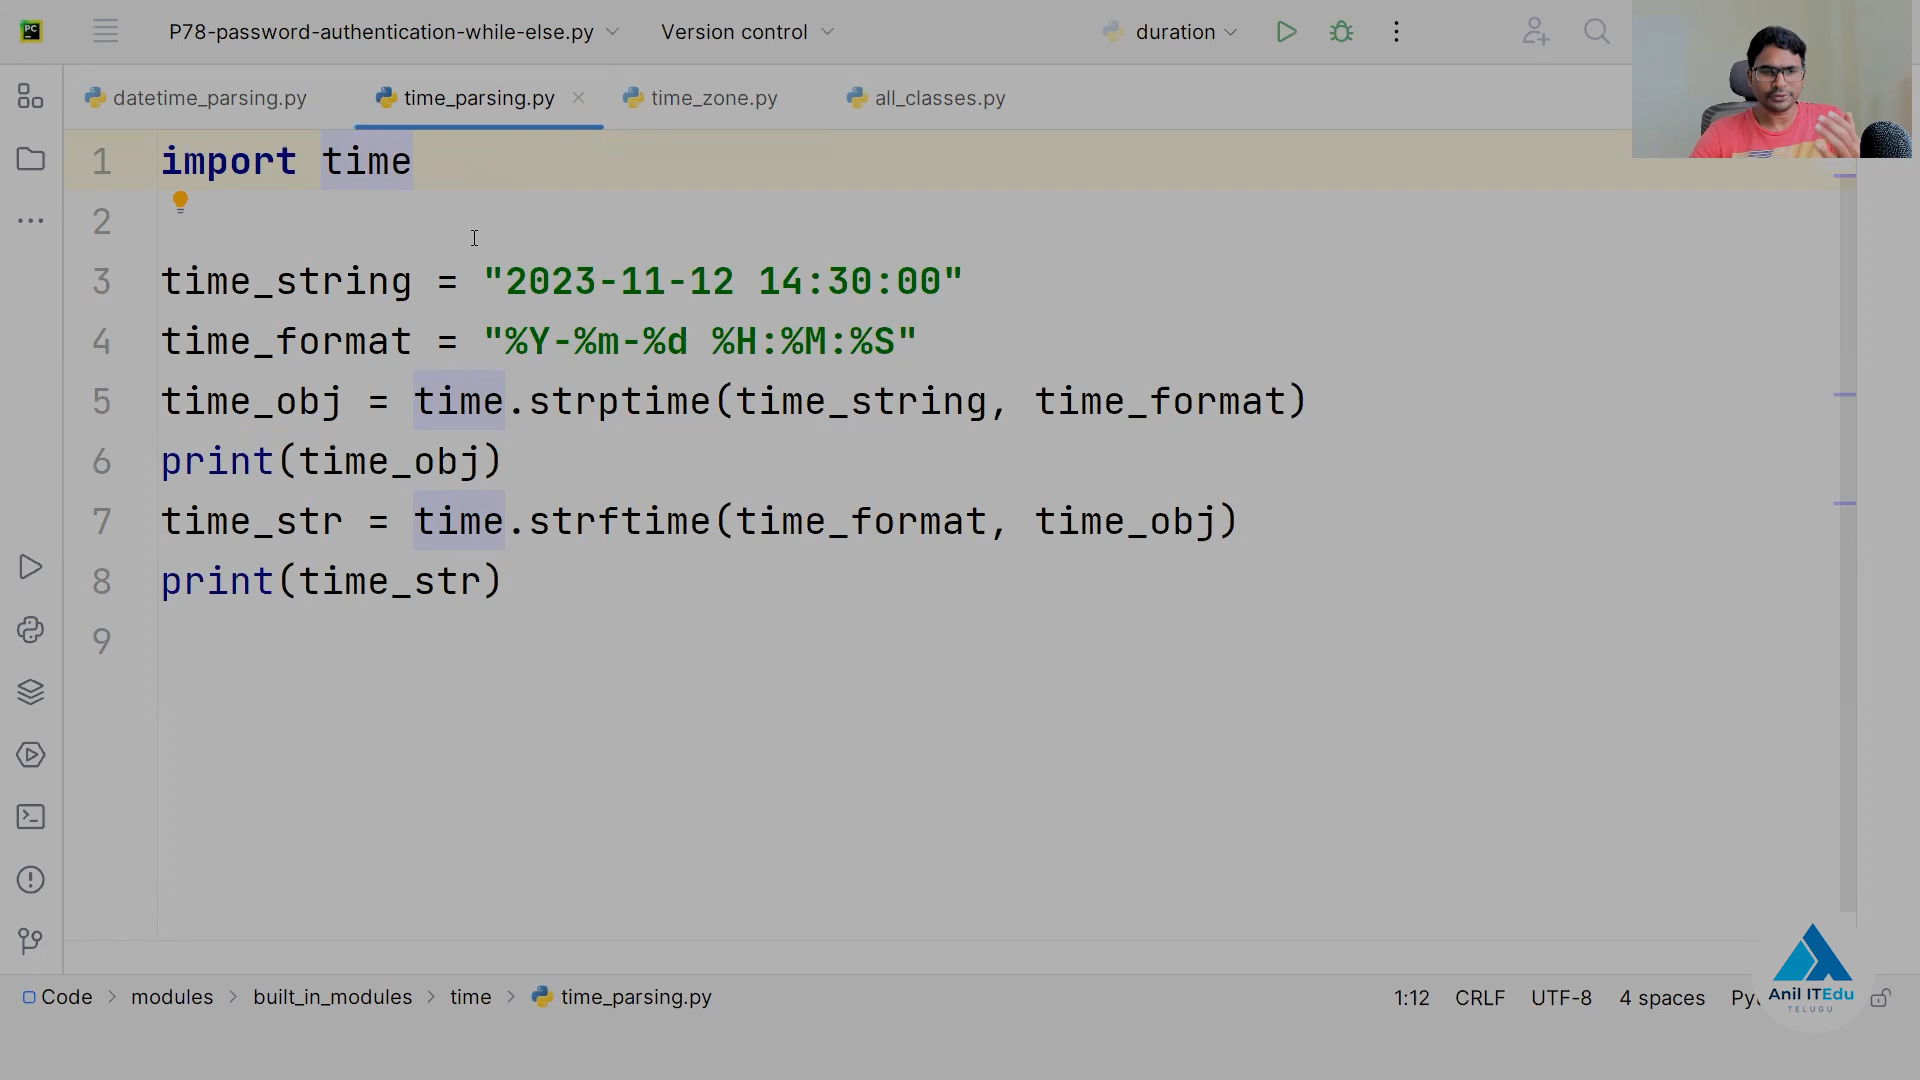 PC
P78-password-authentication-while-else.py
Version control
duration
datetime_parsing.py
time_parsing.py
time_zone.py
all_classes.py
1 import time
2
3 time_string = "2023-11-12 14:30:00"
4 time_format = "%Y-%m-%d %H:%M:%S"
5 time_obj = time.strptime(time_string, time_format)
6 print(time_obj)
7 time_str = time.strftime(time_format, time_obj)
8 print(time_str)
9
Anil ITEdu
TELUGU
Code > modules > built_in_modules > time > time_parsing.py
1:12 CRLF UTF-8 4 spaces